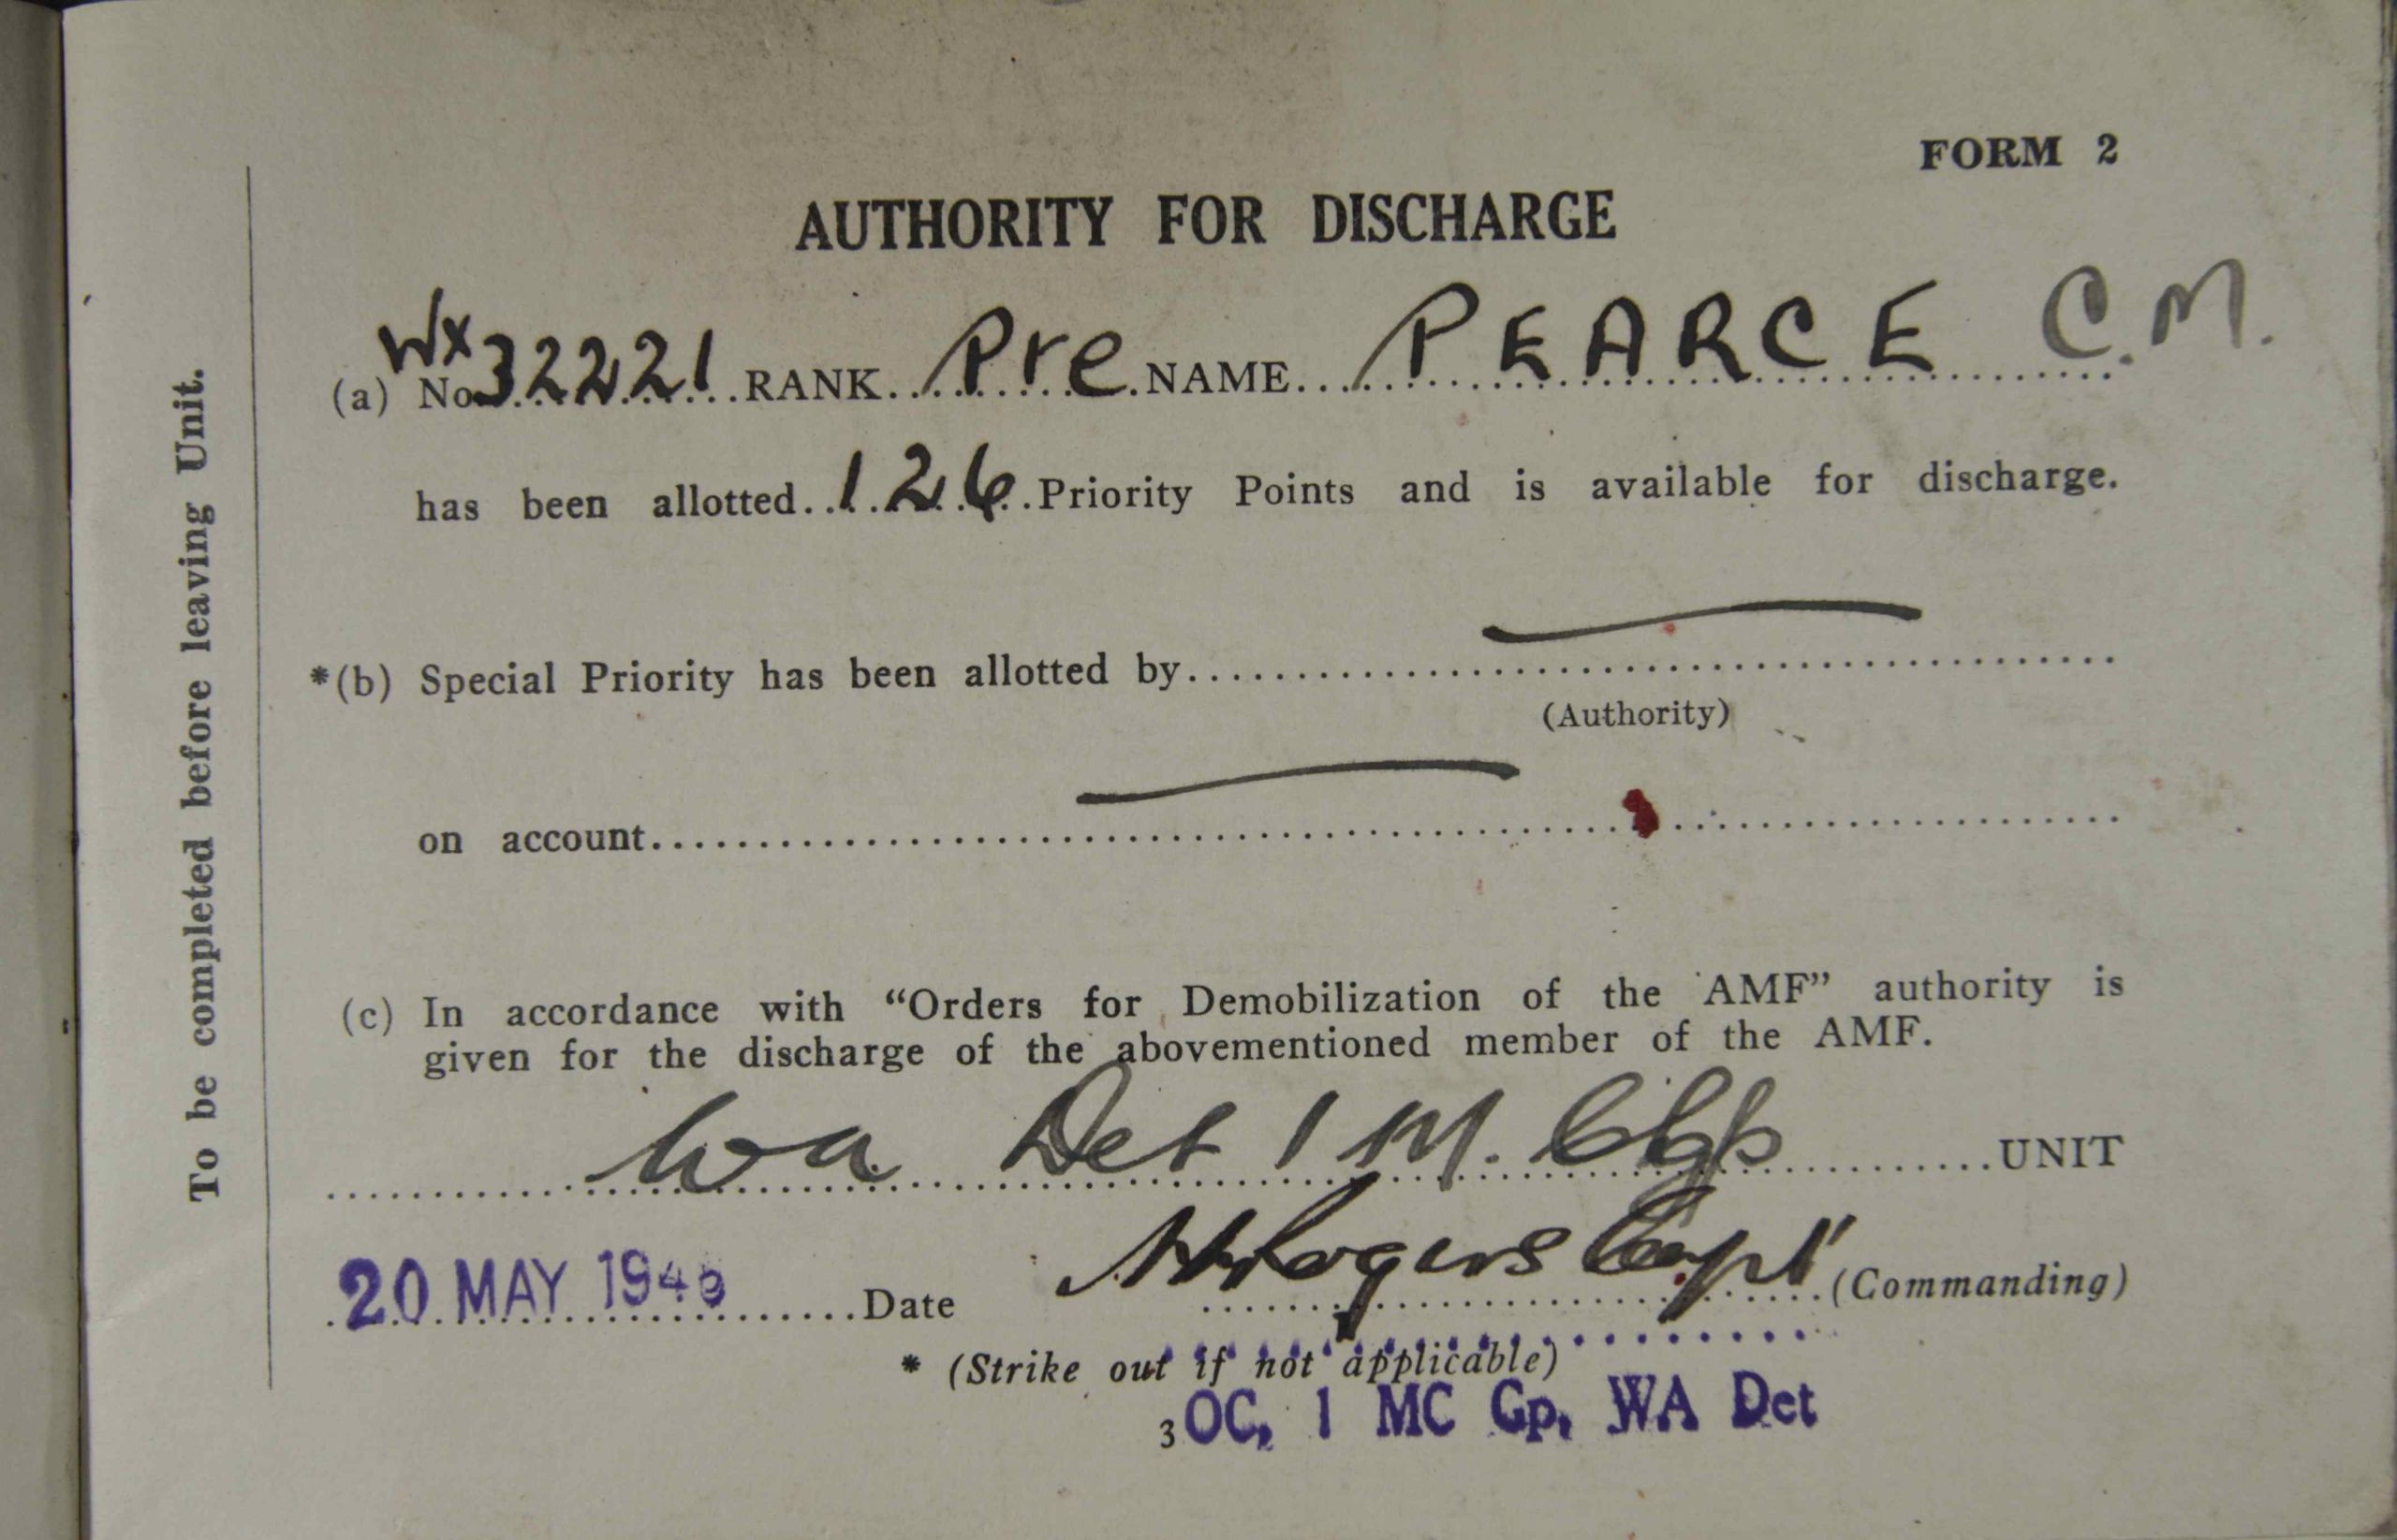 FORM 2
AUTHORITY FOR DISCHARGE
(a) No. WX32221 RANK Pte NAME PEARCE C.M.
has been allotted 126 Priority Points and is available for discharge.
*(b) Special Priority has been allotted by
(Authority)
on account
(c) In accordance with “Orders for Demobilization of the AMF” authority is
given for the discharge of the abovementioned member of the AMF.
WA Det 1 M. C Gp UNIT
20 MAY 1946 Date Rogers Capt (Commanding)
* (Strike out if not applicable)
3 OC, 1 MC Gp, WA Det
To be completed before leaving Unit.